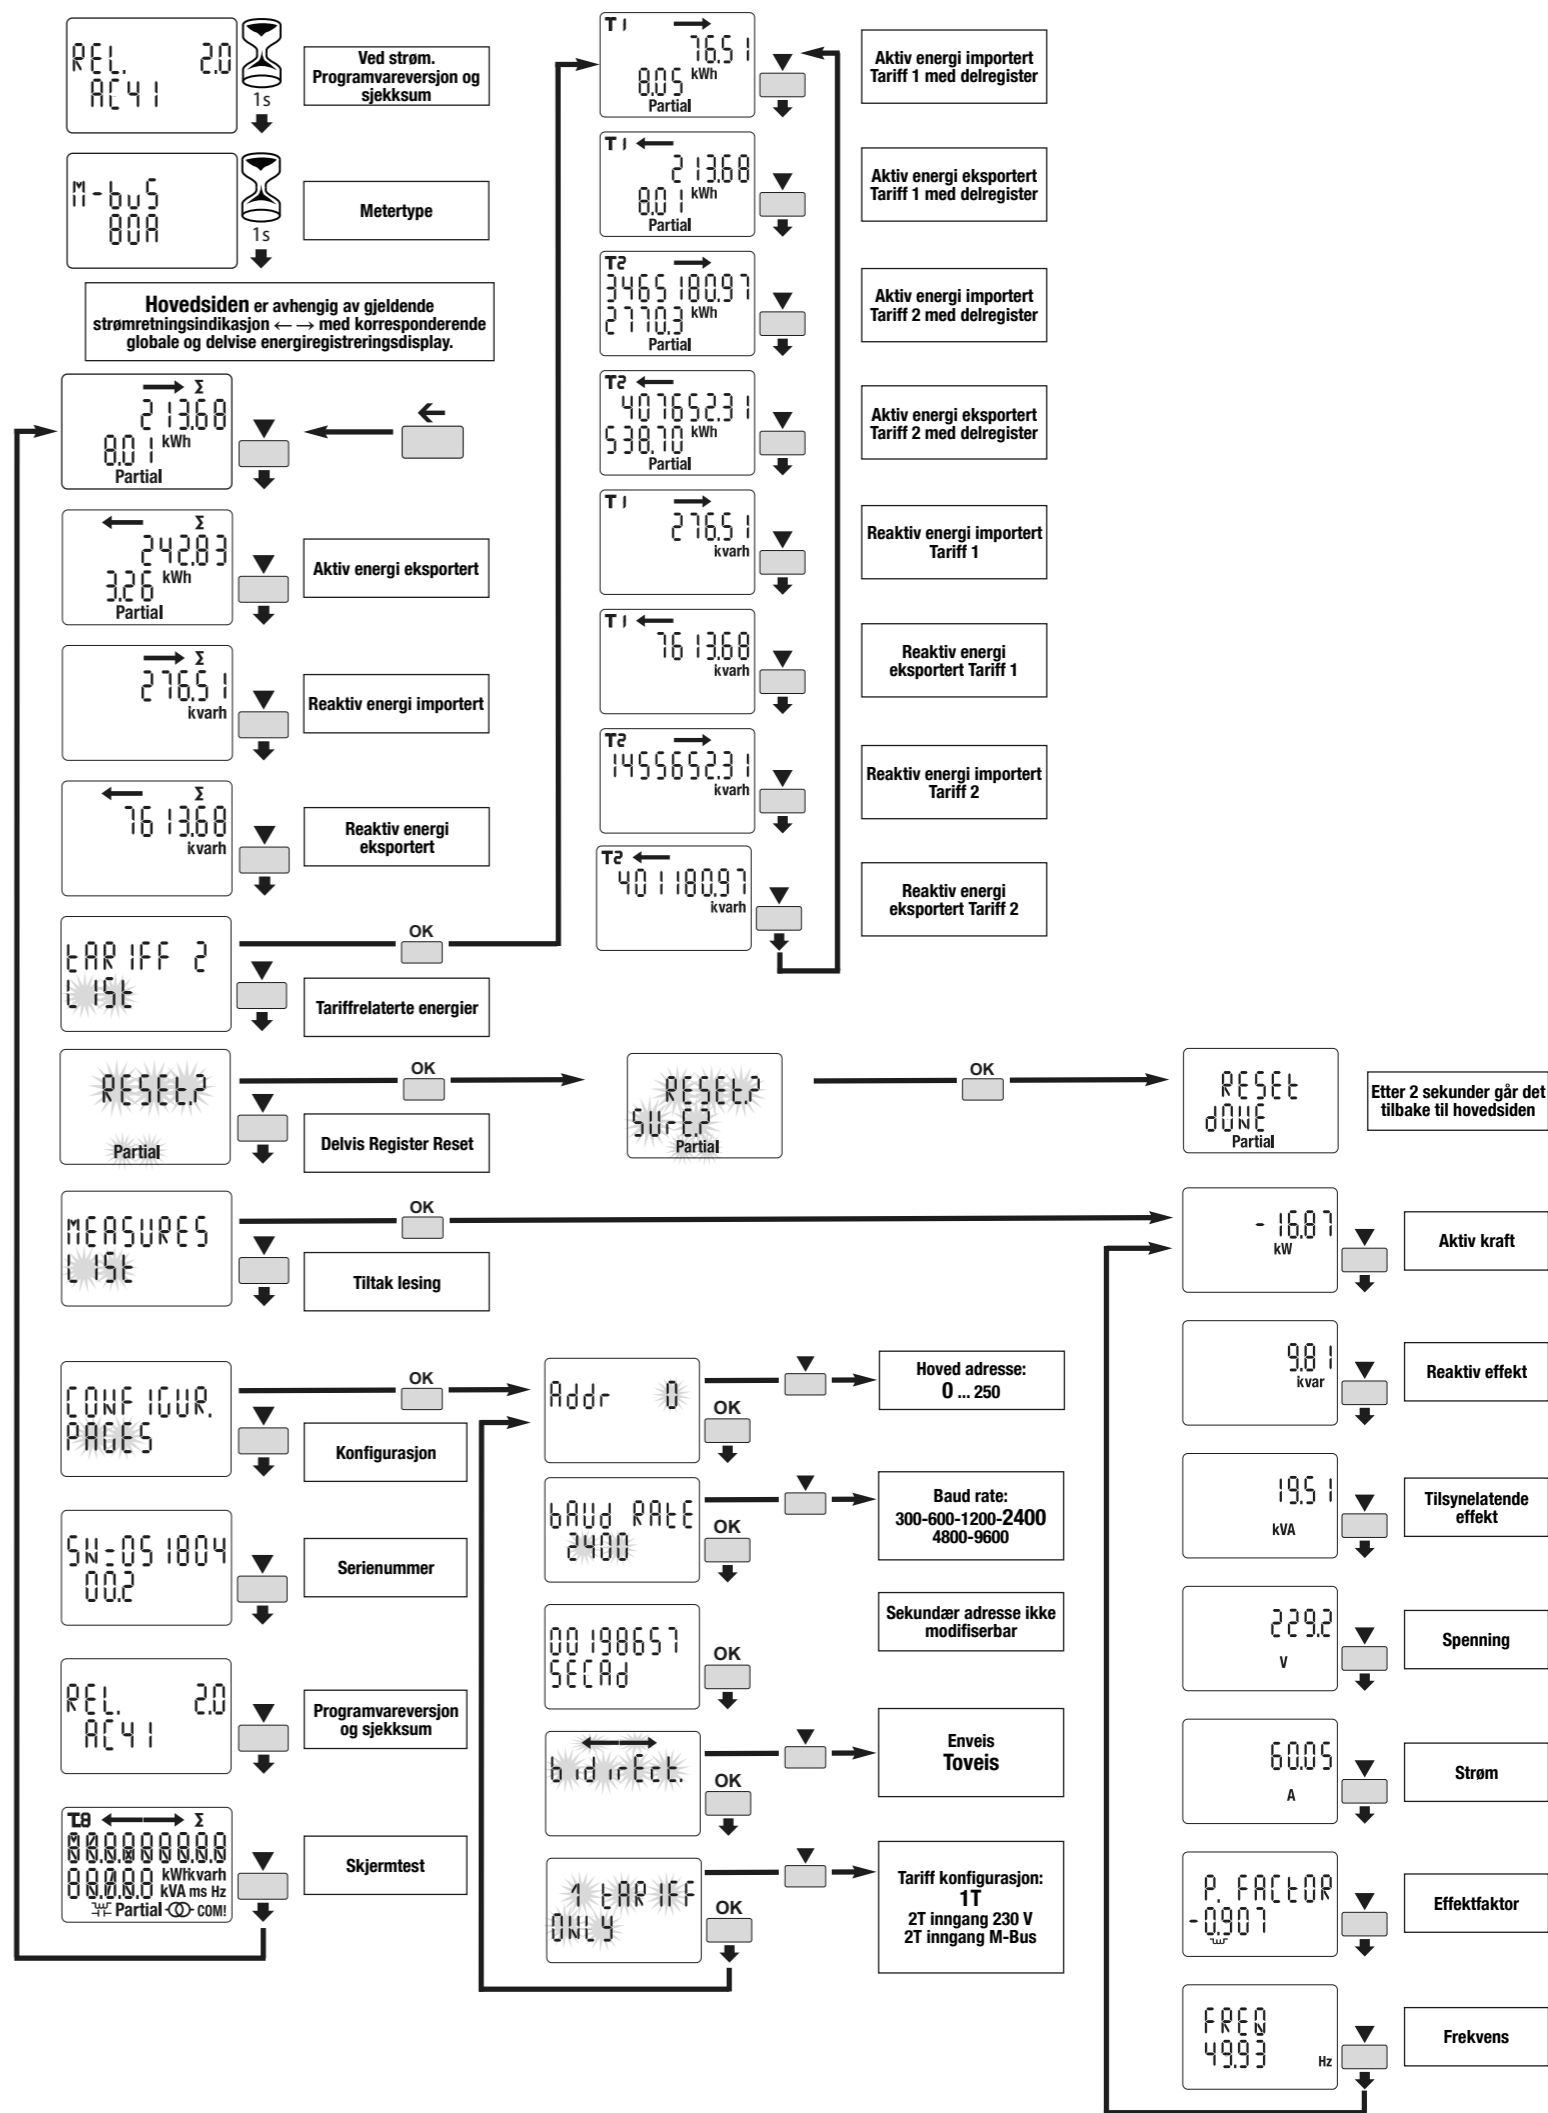 REL. 2.0
AC41
1s
Ved strøm.
Programvareversjon og
sjekksum
M-buS
80A
1s
Metertype
Hovedsiden er avhengig av gjeldende
strømretningsindikasjon ←→ med korresponderende
globale og delvise energiregistreringsdisplay.
→ Σ
213.68
8.01 kWh
Partial
← Σ
242.83
3.26 kWh
Partial
Aktiv energi eksportert
→ Σ
276.51
kvarh
Reaktiv energi importert
← Σ
7613.68
kvarh
Reaktiv energi
eksportert
tARIFF 2
LISt
OK
Tariffrelaterte energier
T1 →
76.51
8.05 kWh
Partial
Aktiv energi importert
Tariff 1 med delregister
T1 ←
213.68
8.01 kWh
Partial
Aktiv energi eksportert
Tariff 1 med delregister
T2 →
3465180.97
2770.3 kWh
Partial
Aktiv energi importert
Tariff 2 med delregister
T2 ←
407652.31
538.70 kWh
Partial
Aktiv energi eksportert
Tariff 2 med delregister
T1 →
276.51
kvarh
Reaktiv energi importert
Tariff 1
T1 ←
7613.68
kvarh
Reaktiv energi
eksportert Tariff 1
T2 →
1455652.31
kvarh
Reaktiv energi importert
Tariff 2
T2 ←
401180.97
kvarh
Reaktiv energi
eksportert Tariff 2
RESEt.?
Partial
OK
Delvis Register Reset
RESEt.?
SUrE.?
Partial
OK
RESEt
dONE
Partial
Etter 2 sekunder går det
tilbake til hovedsiden
MEASURES
LISt
OK
Tiltak lesing
-16.87
kW
Aktiv kraft
9.81
kvar
Reaktiv effekt
19.51
kVA
Tilsynelatende
effekt
229.2
V
Spenning
60.05
A
Strøm
P. FACtOR
-0.907
Effektfaktor
FREQ
49.93 Hz
Frekvens
CONFIGUR.
PAGES
OK
Konfigurasjon
Addr 0
OK
Hoved adresse:
0 ... 250
bAUd RAtE
2400
OK
Baud rate:
300-600-1200-2400
4800-9600
00198657
SECAd
OK
Sekundær adresse ikke
modifiserbar
←→
bidirEct.
OK
Enveis
Toveis
1 tARIFF
ONLY
OK
Tariff konfigurasjon:
1T
2T inngang 230 V
2T inngang M-Bus
SN=051804
00.2
Serienummer
REL. 2.0
AC41
Programvareversjon
og sjekksum
T8 ←→ Σ
kWhkvarh
kVA ms Hz
Partial COM!
Skjermtest